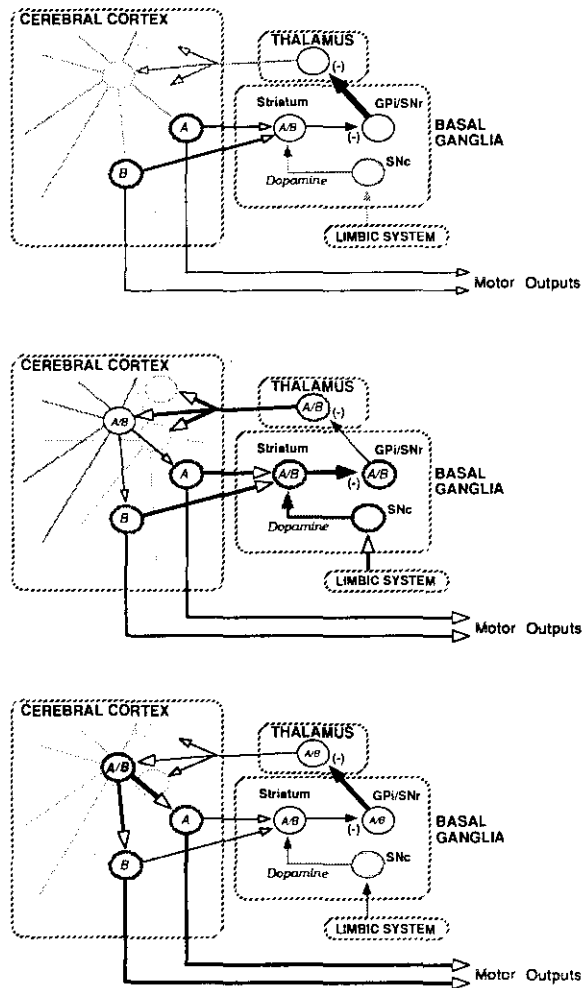 CEREBRAL CORTEX
THALAMUS
(-)
Striatum
GPi/SNr
A
A/B
(-)
BASAL
GANGLIA
SNc
B
Dopamine
LIMBIC SYSTEM
Motor Outputs
CEREBRAL CORTEX
THALAMUS
A/B
A/B
(-)
Striatum
GPi/SNr
A
A/B
(-)
A/B
BASAL
GANGLIA
B
SNc
Dopamine
LIMBIC SYSTEM
Motor Outputs
CEREBRAL CORTEX
THALAMUS
A/B
A/B
(-)
Striatum
GPi/SNr
A
A/B
(-)
A/B
BASAL
GANGLIA
SNc
B
Dopamine
LIMBIC SYSTEM
Motor Outputs